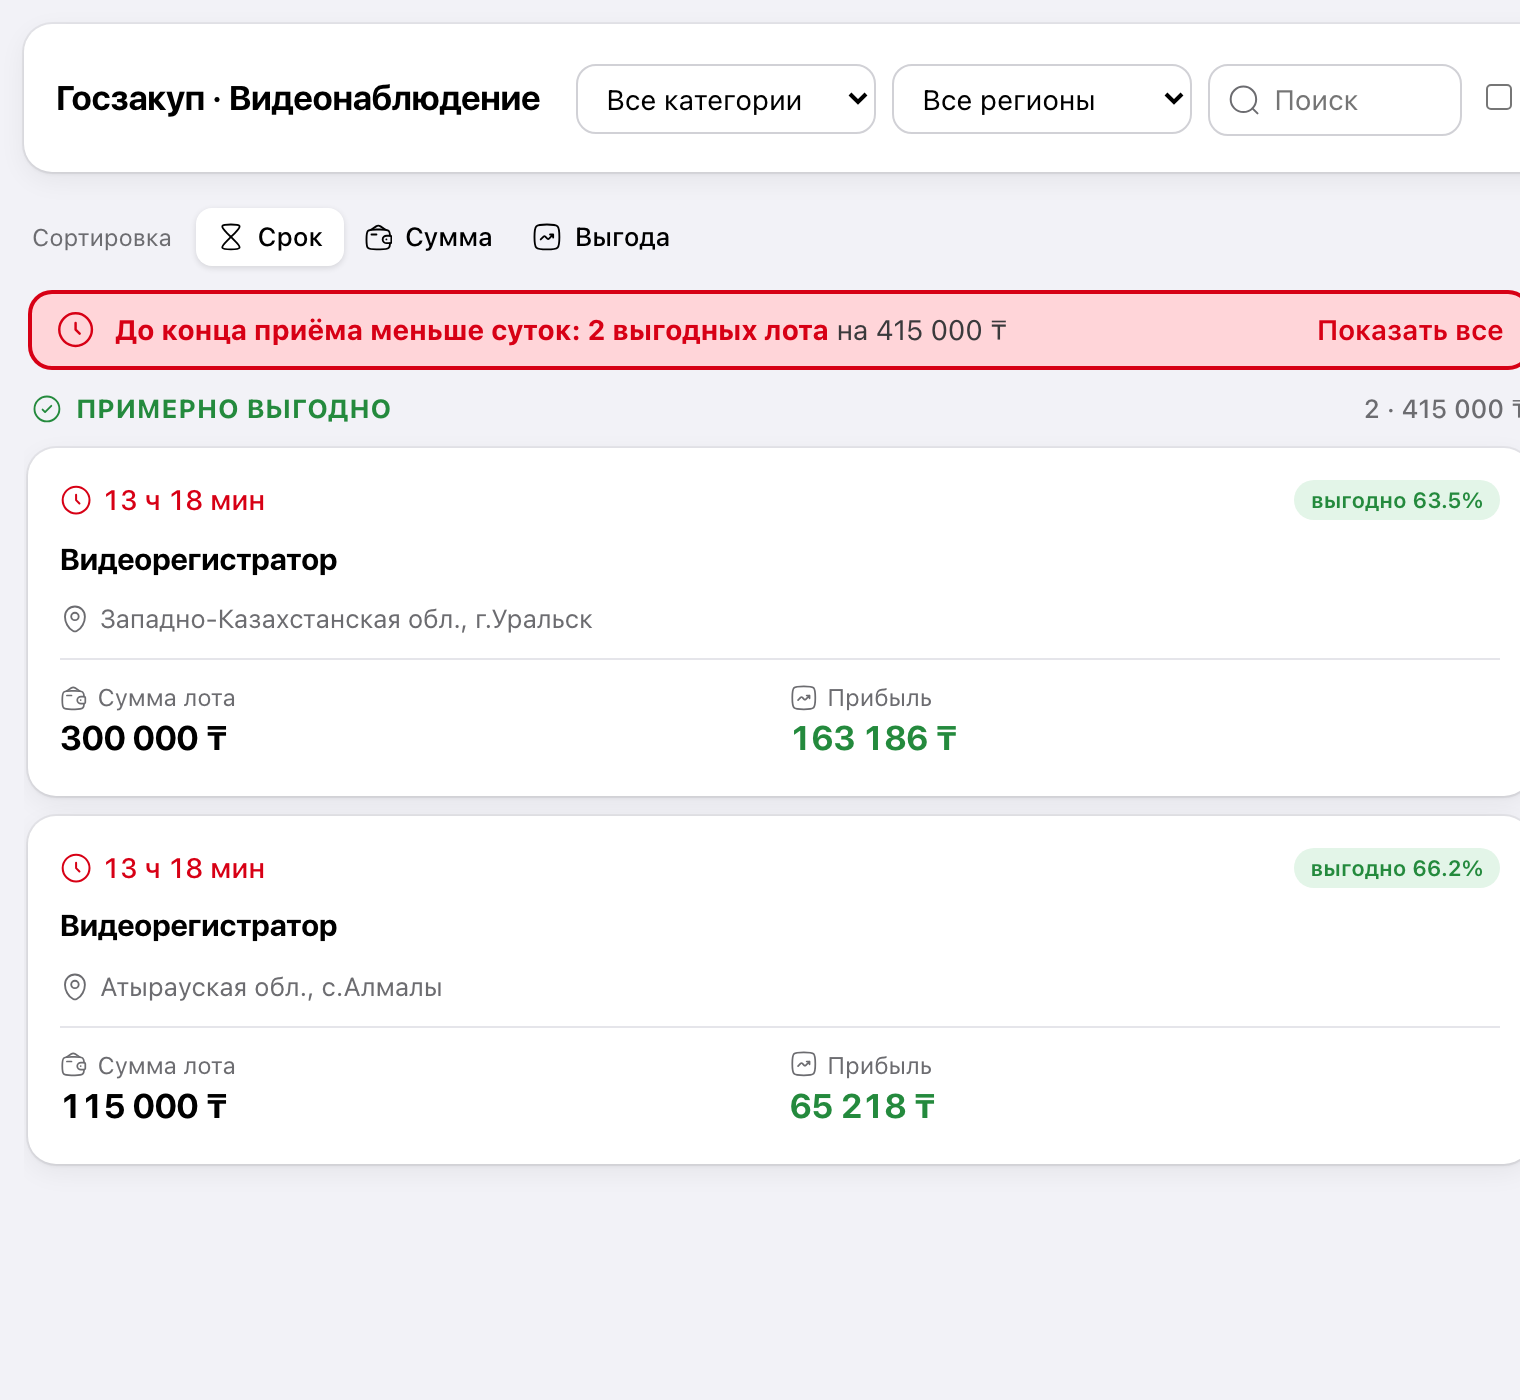 Госзакуп · Видеонаблюдение Все категории Все регионы Поиск
Сортировка Срок Сумма Выгода
До конца приёма меньше суток: 2 выгодных лота на 415 000 ₸ Показать все
ПРИМЕРНО ВЫГОДНО 2 · 415 000 ₸
13 ч 18 мин выгодно 63.5%
Видеорегистратор
Западно-Казахстанская обл., г.Уральск
Сумма лота Прибыль
300 000 ₸ 163 186 ₸
13 ч 18 мин выгодно 66.2%
Видеорегистратор
Атырауская обл., с.Алмалы
Сумма лота Прибыль
115 000 ₸ 65 218 ₸